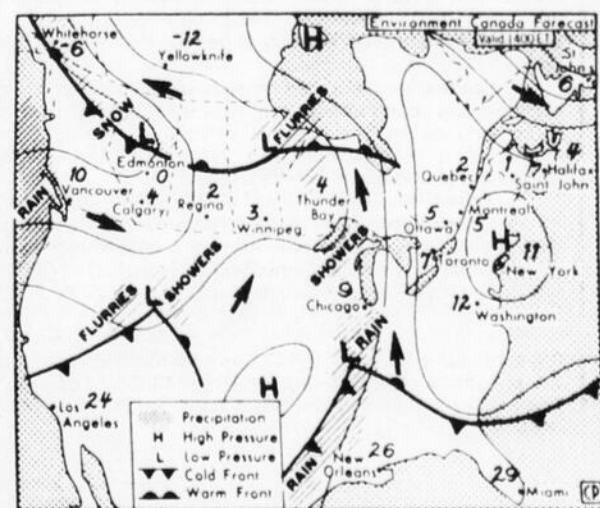 Environment Canada Forecast
Valid 1400 E.T.
Whitehorse
-6
-12
Yellowknife
H
St
John's
6
SNOW
L
L FLURRIES
Edmonton
0
10
Vancouver
RAIN
4
Calgary
2
Regina
3
Winnipeg
4
Thunder
Bay
2
Quebec
1
Saint John
4
Halifax
5
Ottawa
Montreal
5
7
Toronto
H
11
New York
SHOWERS
9
Chicago
12
Washington
FLURRIES
L SHOWERS
L RAIN
H
24
Los
Angeles
RAIN
New
Orleans
26
29
Miami
Precipitation
H High Pressure
L Low Pressure
Cold Front
Warm Front
CP